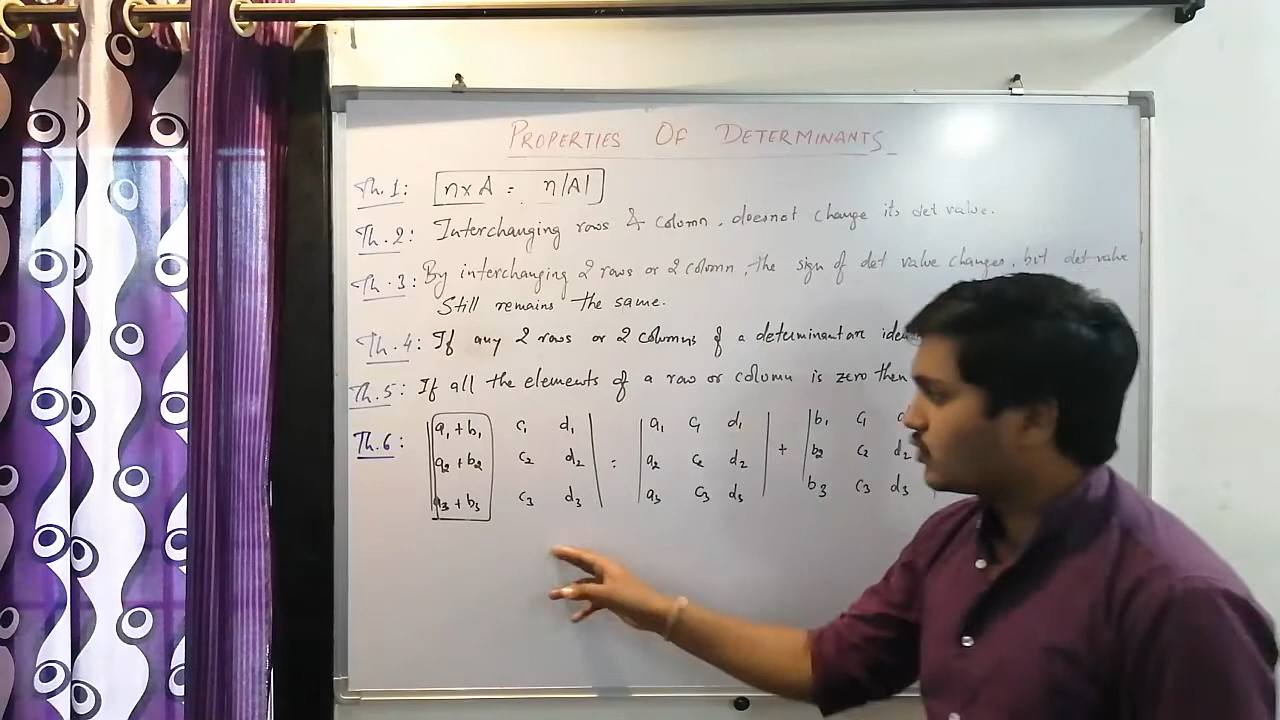 PROPERTIES OF DETERMINANTS
Th.1: n×A = n|A|
Th.2: Interchanging rows & column, doesnot change its det value.
Th.3: By interchanging 2 rows or 2 column, the sign of det value changes, but det value
Still remains the same.
Th.4: If any 2 rows or 2 columns of a determinant are
Th.5: If all the elements of a row or column is zero then
Th.6: |a₁+b₁ c₁ d₁| = |a₁ c₁ d₁| + |b₁ c₁
a₂+b₂ c₂ d₂ a₂ c₂ d₂ b₂ c₂ d₂
a₃+b₃ c₃ d₃ a₃ c₃ d₃ b₃ c₃ d₃